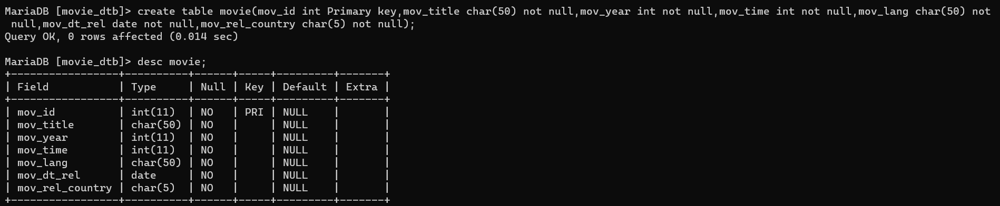 MariaDB [movie_dtb]> create table movie(mov_id int Primary key,mov_title char(50) not null,mov_year int not null,mov_time int not null,mov_lang char(50) not
 null,mov_dt_rel date not null,mov_rel_country char(5) not null);
Query OK, 0 rows affected (0.014 sec)

MariaDB [movie_dtb]> desc movie;
+-----------------+----------+------+-----+---------+-------+
| Field           | Type     | Null | Key | Default | Extra |
+-----------------+----------+------+-----+---------+-------+
| mov_id          | int(11)  | NO   | PRI | NULL    |       |
| mov_title       | char(50) | NO   |     | NULL    |       |
| mov_year        | int(11)  | NO   |     | NULL    |       |
| mov_time        | int(11)  | NO   |     | NULL    |       |
| mov_lang        | char(50) | NO   |     | NULL    |       |
| mov_dt_rel      | date     | NO   |     | NULL    |       |
| mov_rel_country | char(5)  | NO   |     | NULL    |       |
+-----------------+----------+------+-----+---------+-------+